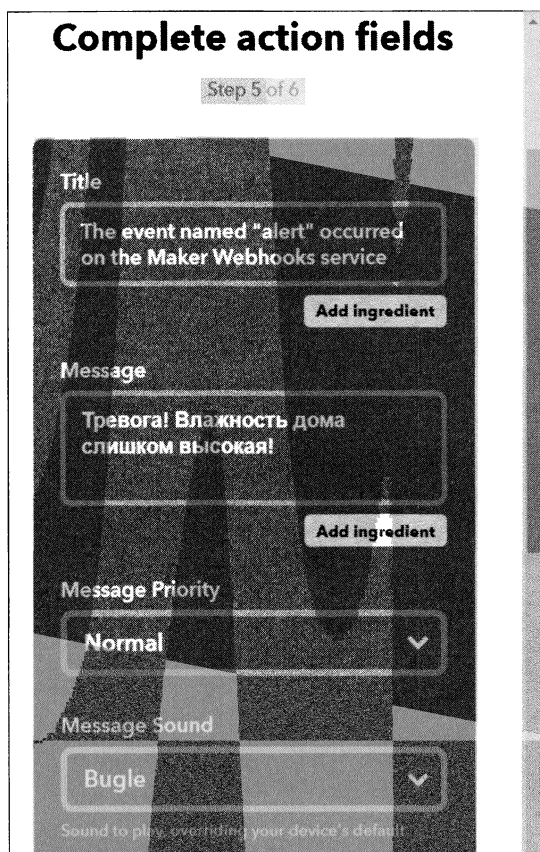 Complete action fields
Step 5 of 6
Title
The event named "alert" occurred
on the Maker Webhooks service
Add ingredient
Message
Тревога! Влажность дома
слишком высокая!
Add ingredient
Message Priority
Normal
Message Sound
Bugle
Sound to play, overriding your device's default